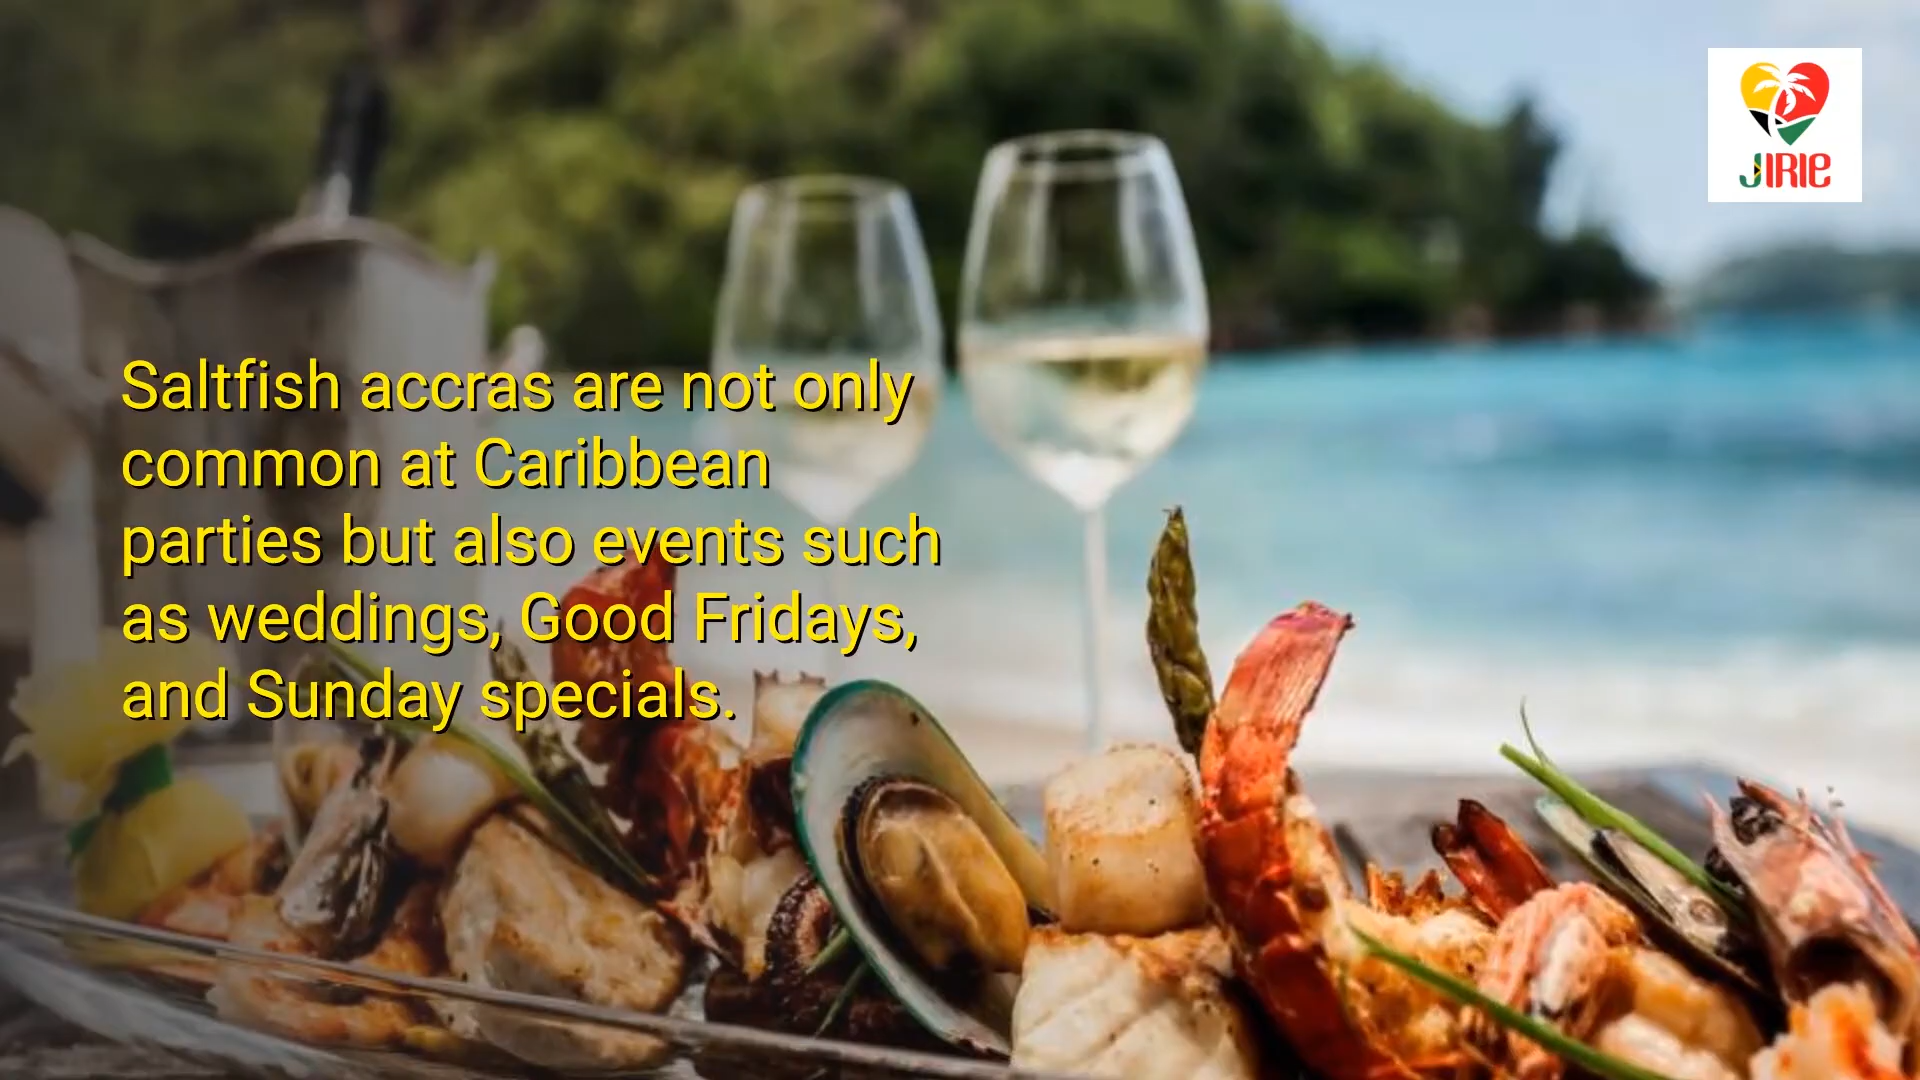 JIRIE
Saltfish accras are not only
common at Caribbean
parties but also events such
as weddings, Good Fridays,
and Sunday specials.